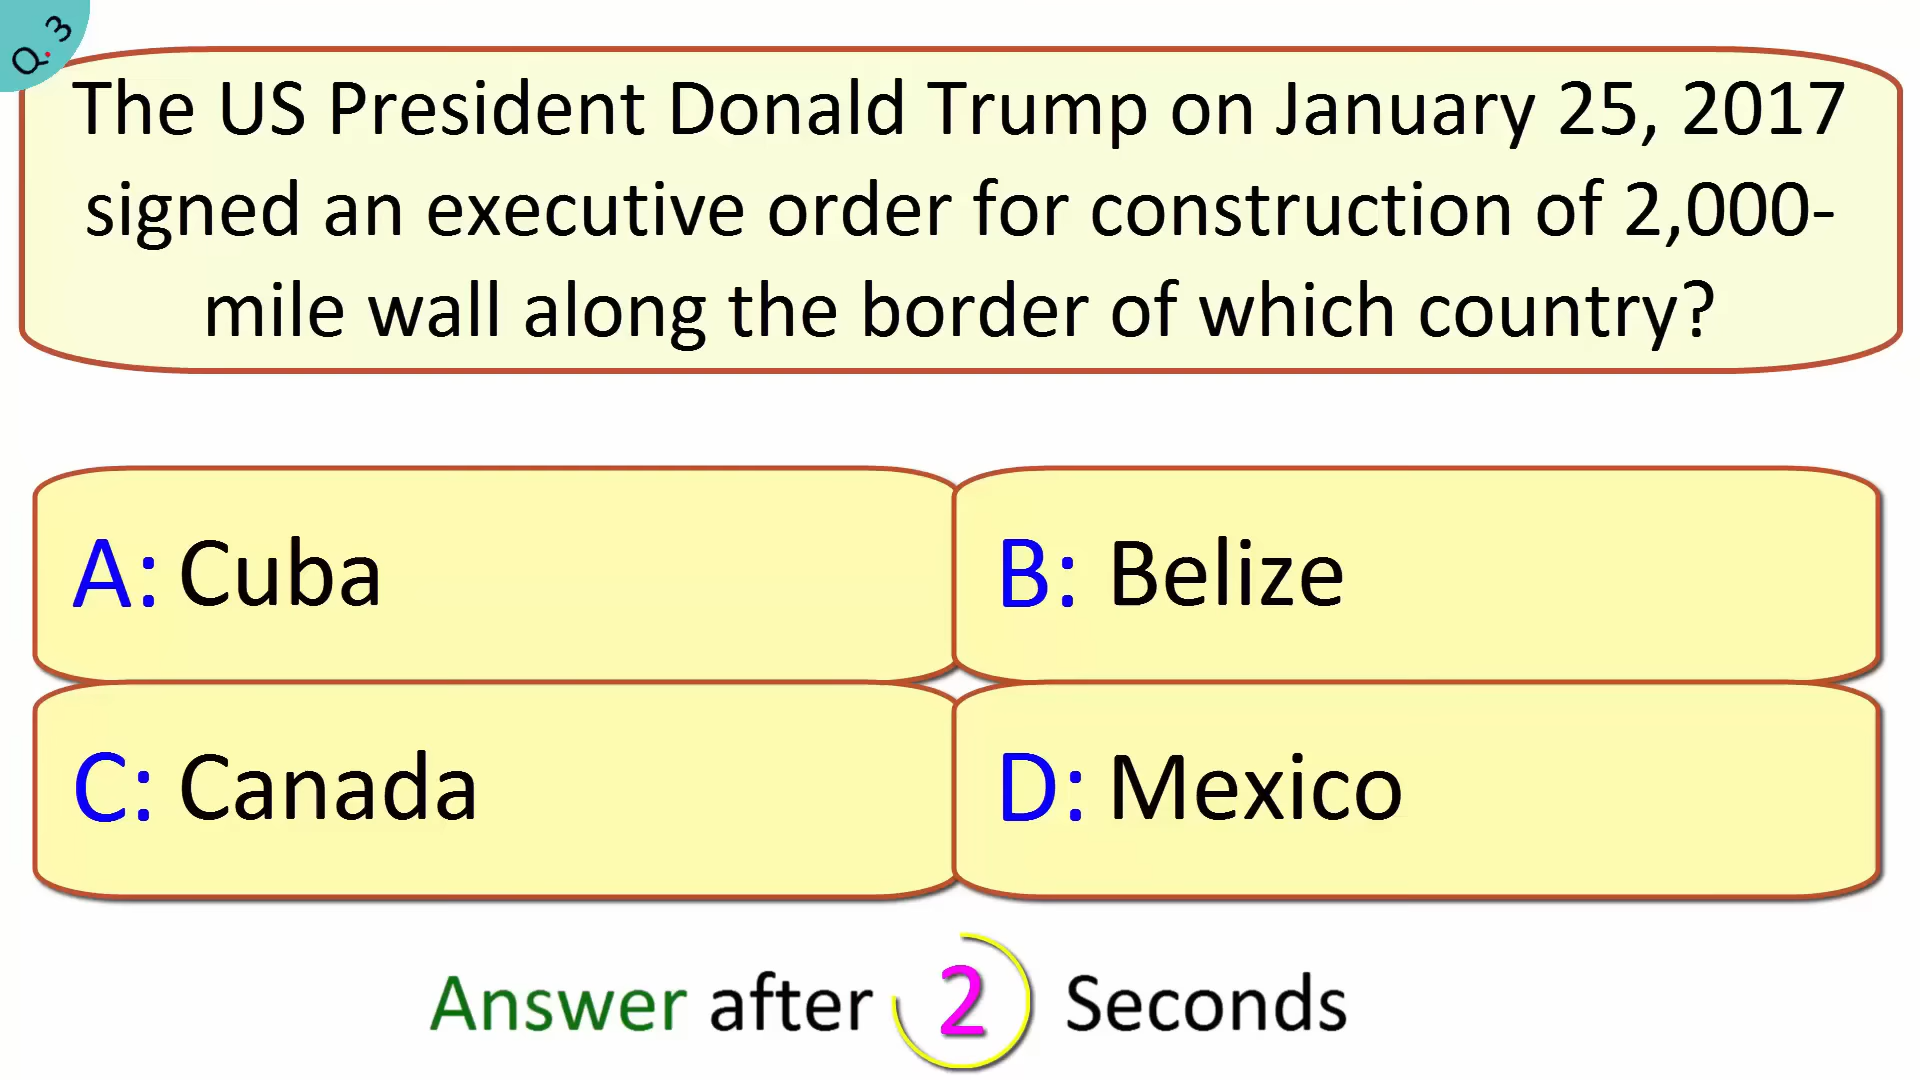 Q. 3
The US President Donald Trump on January 25, 2017
signed an executive order for construction of 2,000-
mile wall along the border of which country?
A: Cuba
B: Belize
C: Canada
D: Mexico
Answer after 2 Seconds